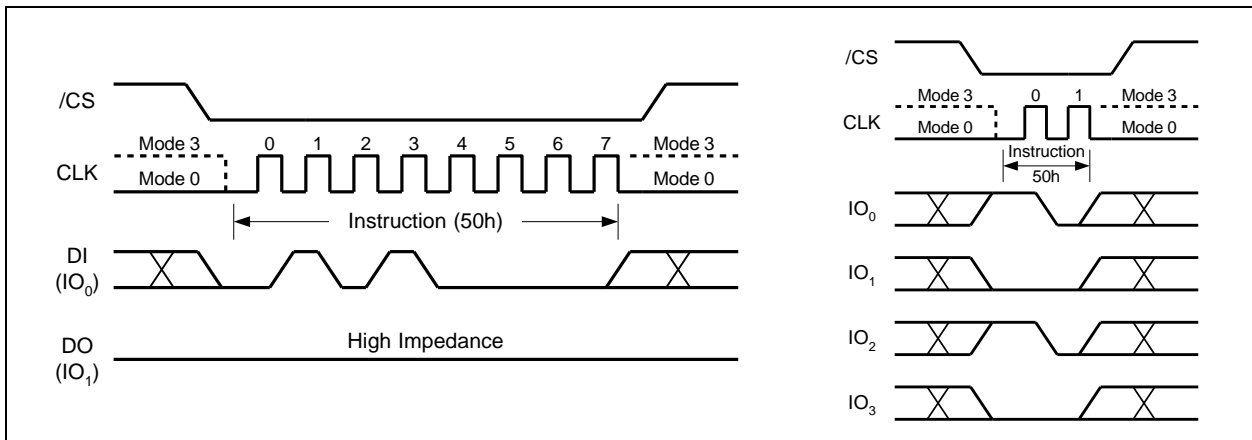 /CS
Mode 3 0 1 2 3 4 5 6 7 Mode 3
CLK
Mode 0 Mode 0
Instruction (50h)
DI
(IO0)
High Impedance
DO
(IO1)
/CS
Mode 3 0 1 Mode 3
CLK
Mode 0 Mode 0
Instruction
50h
IO0
IO1
IO2
IO3